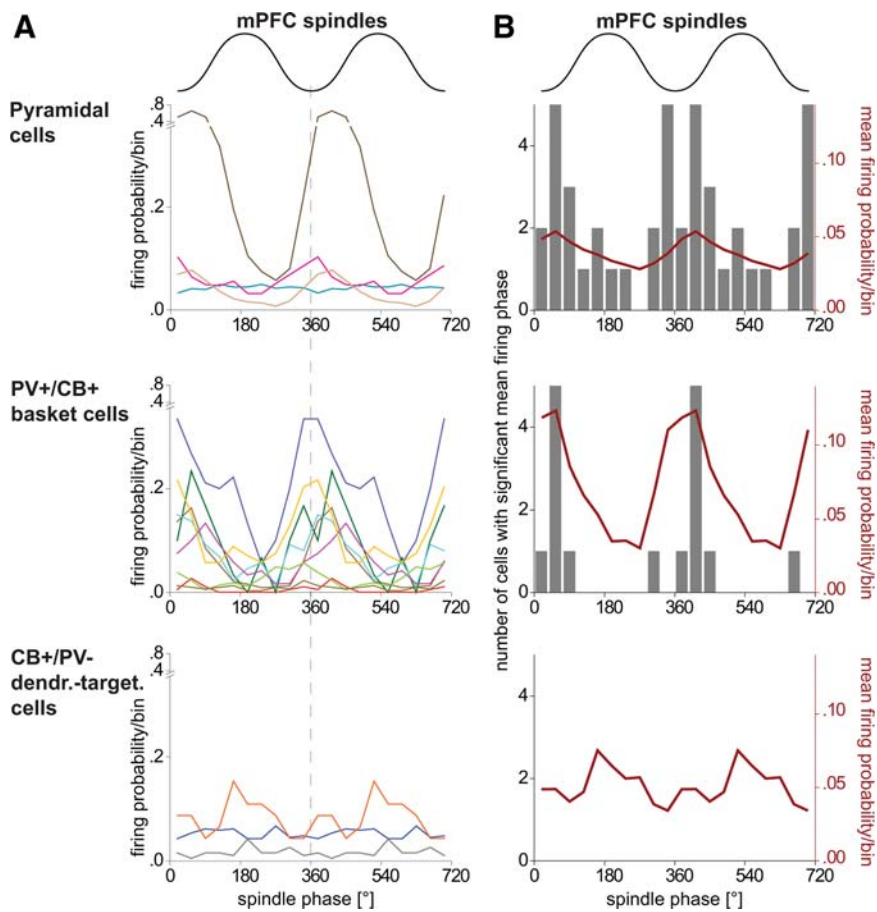 A
mPFC spindles
B
mPFC spindles
Pyramidal
cells
firing probability/bin
.8
.4
.2
.0
0 180 360 540 720
4
2
0
0 180 360 540 720
.10
.05
.00
mean firing probability/bin
PV+/CB+
basket cells
firing probability/bin
.8
.4
.2
.0
0 180 360 540 720
number of cells with significant mean firing phase
4
2
0
0 180 360 540 720
.10
.05
.00
mean firing probability/bin
CB+/PV-
dendr.-target.
cells
firing probability/bin
.8
.4
.2
.0
0 180 360 540 720
spindle phase [°]
4
2
0
0 180 360 540 720
spindle phase [°]
.10
.05
.00
mean firing probability/bin